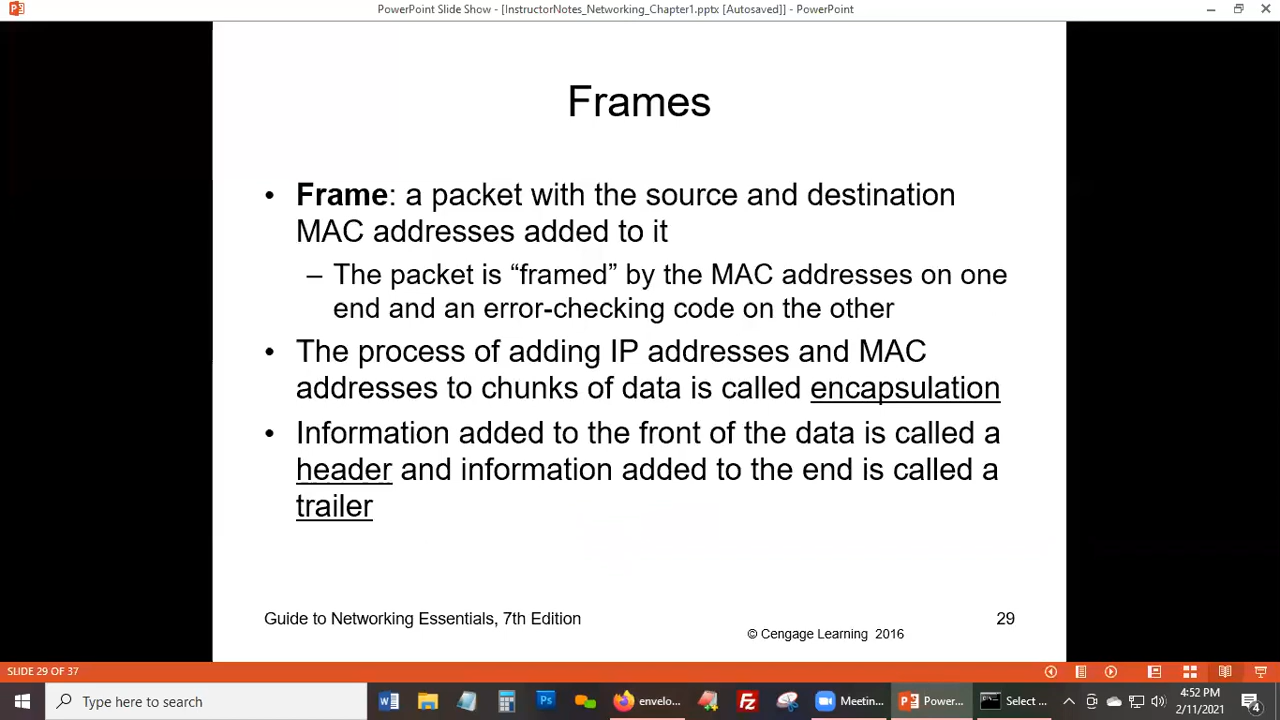 PowerPoint Slide Show - [InstructorNotes_Networking_Chapter1.pptx [Autosaved]] - PowerPoint
Frames
• Frame: a packet with the source and destination
MAC addresses added to it
– The packet is “framed” by the MAC addresses on one
end and an error-checking code on the other
• The process of adding IP addresses and MAC
addresses to chunks of data is called encapsulation
• Information added to the front of the data is called a
header and information added to the end is called a
trailer
Guide to Networking Essentials, 7th Edition
29
© Cengage Learning 2016
SLIDE 29 OF 37
Type here to search
Ps
envelo...
Fz
Meetin...
Power...
Select ...
4:52 PM
2/11/2021
4